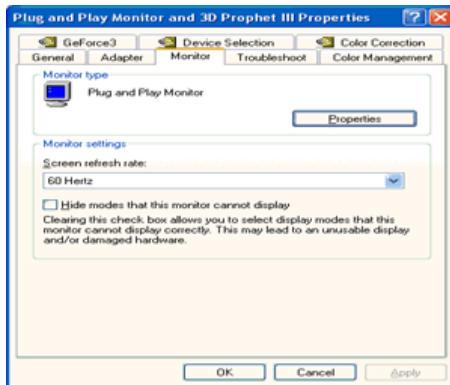 Plug and Play Monitor and 3D Prophet III Properties
GeForce3 Device Selection Color Correction
General Adapter Monitor Troubleshoot Color Management
Monitor type
Plug and Play Monitor
Properties
Monitor settings
Screen refresh rate:
60 Hertz
Hide modes that this monitor cannot display
Clearing this check box allows you to select display modes that this
monitor cannot display correctly. This may lead to an unusable display
and/or damaged hardware.
OK Cancel Apply